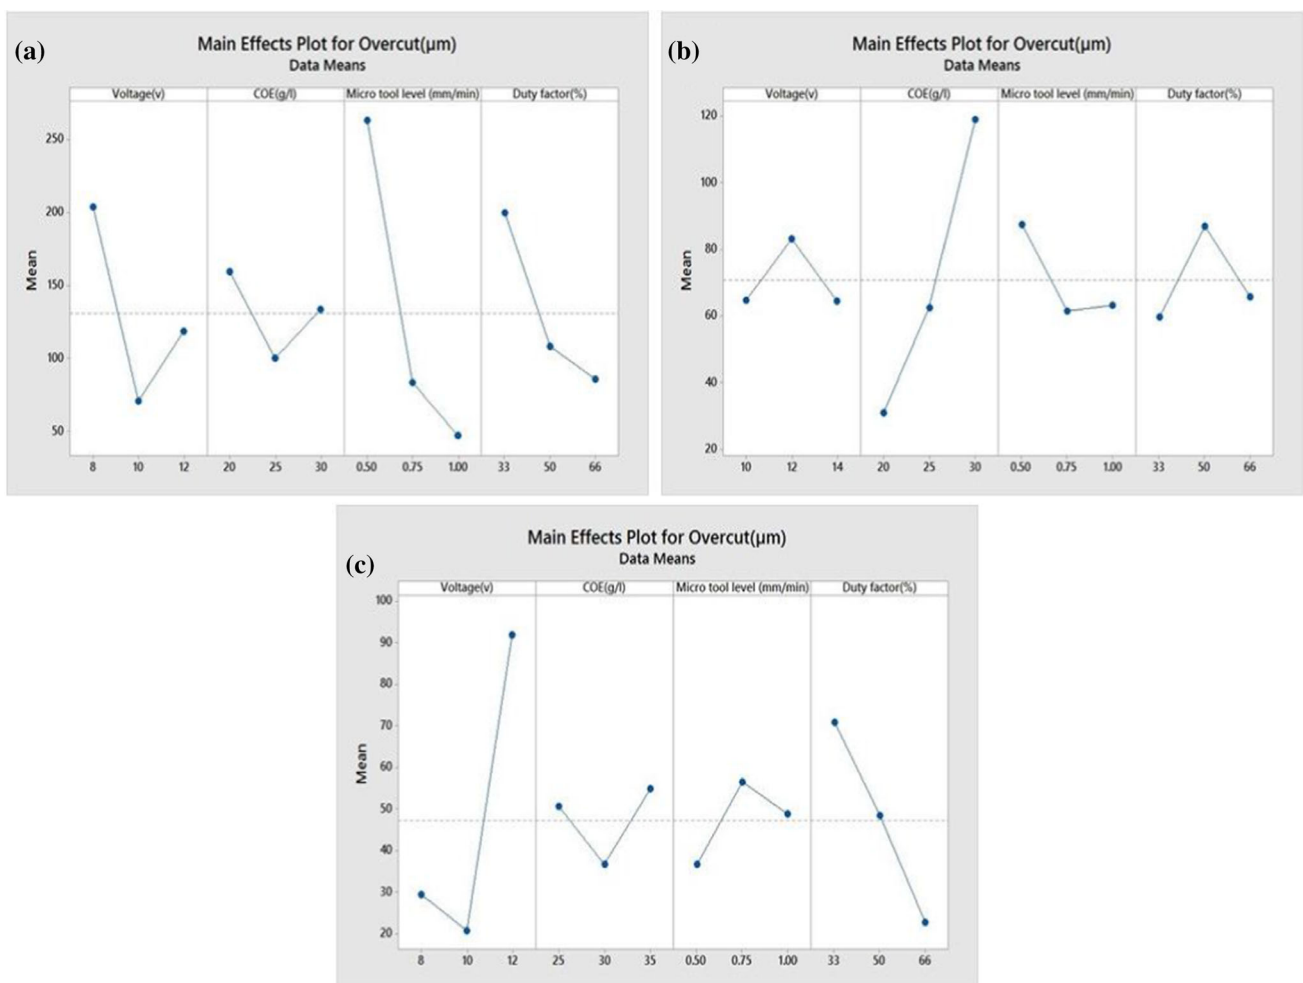 (a)
Main Effects Plot for Overcut(μm)
Data Means
Voltage(v) COE(g/l) Micro tool level (mm/min) Duty factor(%)
250
200
150
100
50
Mean
8 10 12 20 25 30 0.50 0.75 1.00 33 50 66
(b)
Main Effects Plot for Overcut(μm)
Data Means
Voltage(v) COE(g/l) Micro tool level (mm/min) Duty factor(%)
120
100
80
60
40
20
Mean
10 12 14 20 25 30 0.50 0.75 1.00 33 50 66
(c)
Main Effects Plot for Overcut(μm)
Data Means
Voltage(v) COE(g/l) Micro tool level (mm/min) Duty factor(%)
100
90
80
70
60
50
40
30
20
Mean
8 10 12 25 30 35 0.50 0.75 1.00 33 50 66